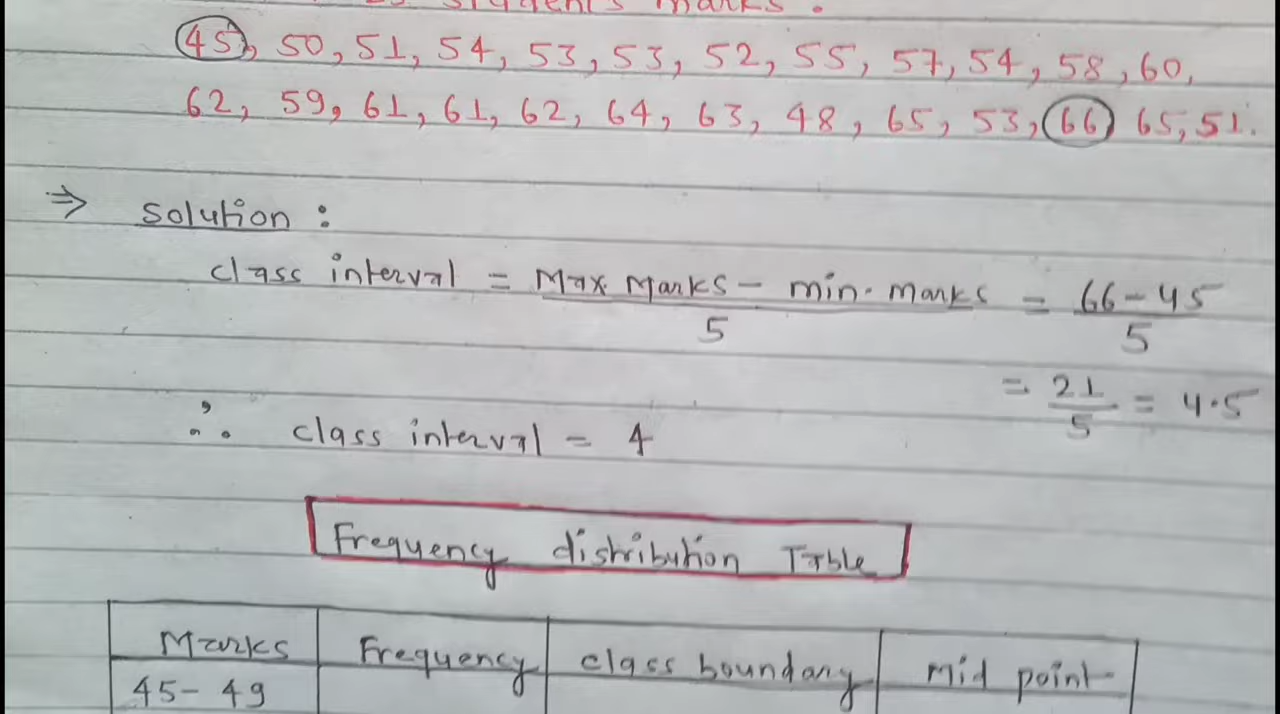 students marks.
45, 50, 51, 54, 53, 53, 52, 55, 57, 54, 58, 60,
62, 59, 61, 61, 62, 64, 63, 48, 65, 53, 66 65, 51.
⇒ solution :
class interval = Max Marks - min. marks / 5 = 66-45 / 5
= 21 / 5 = 4.5
∴ class interval = 4
Frequency distribution Table
Marks Frequency class boundary Mid point
45-49